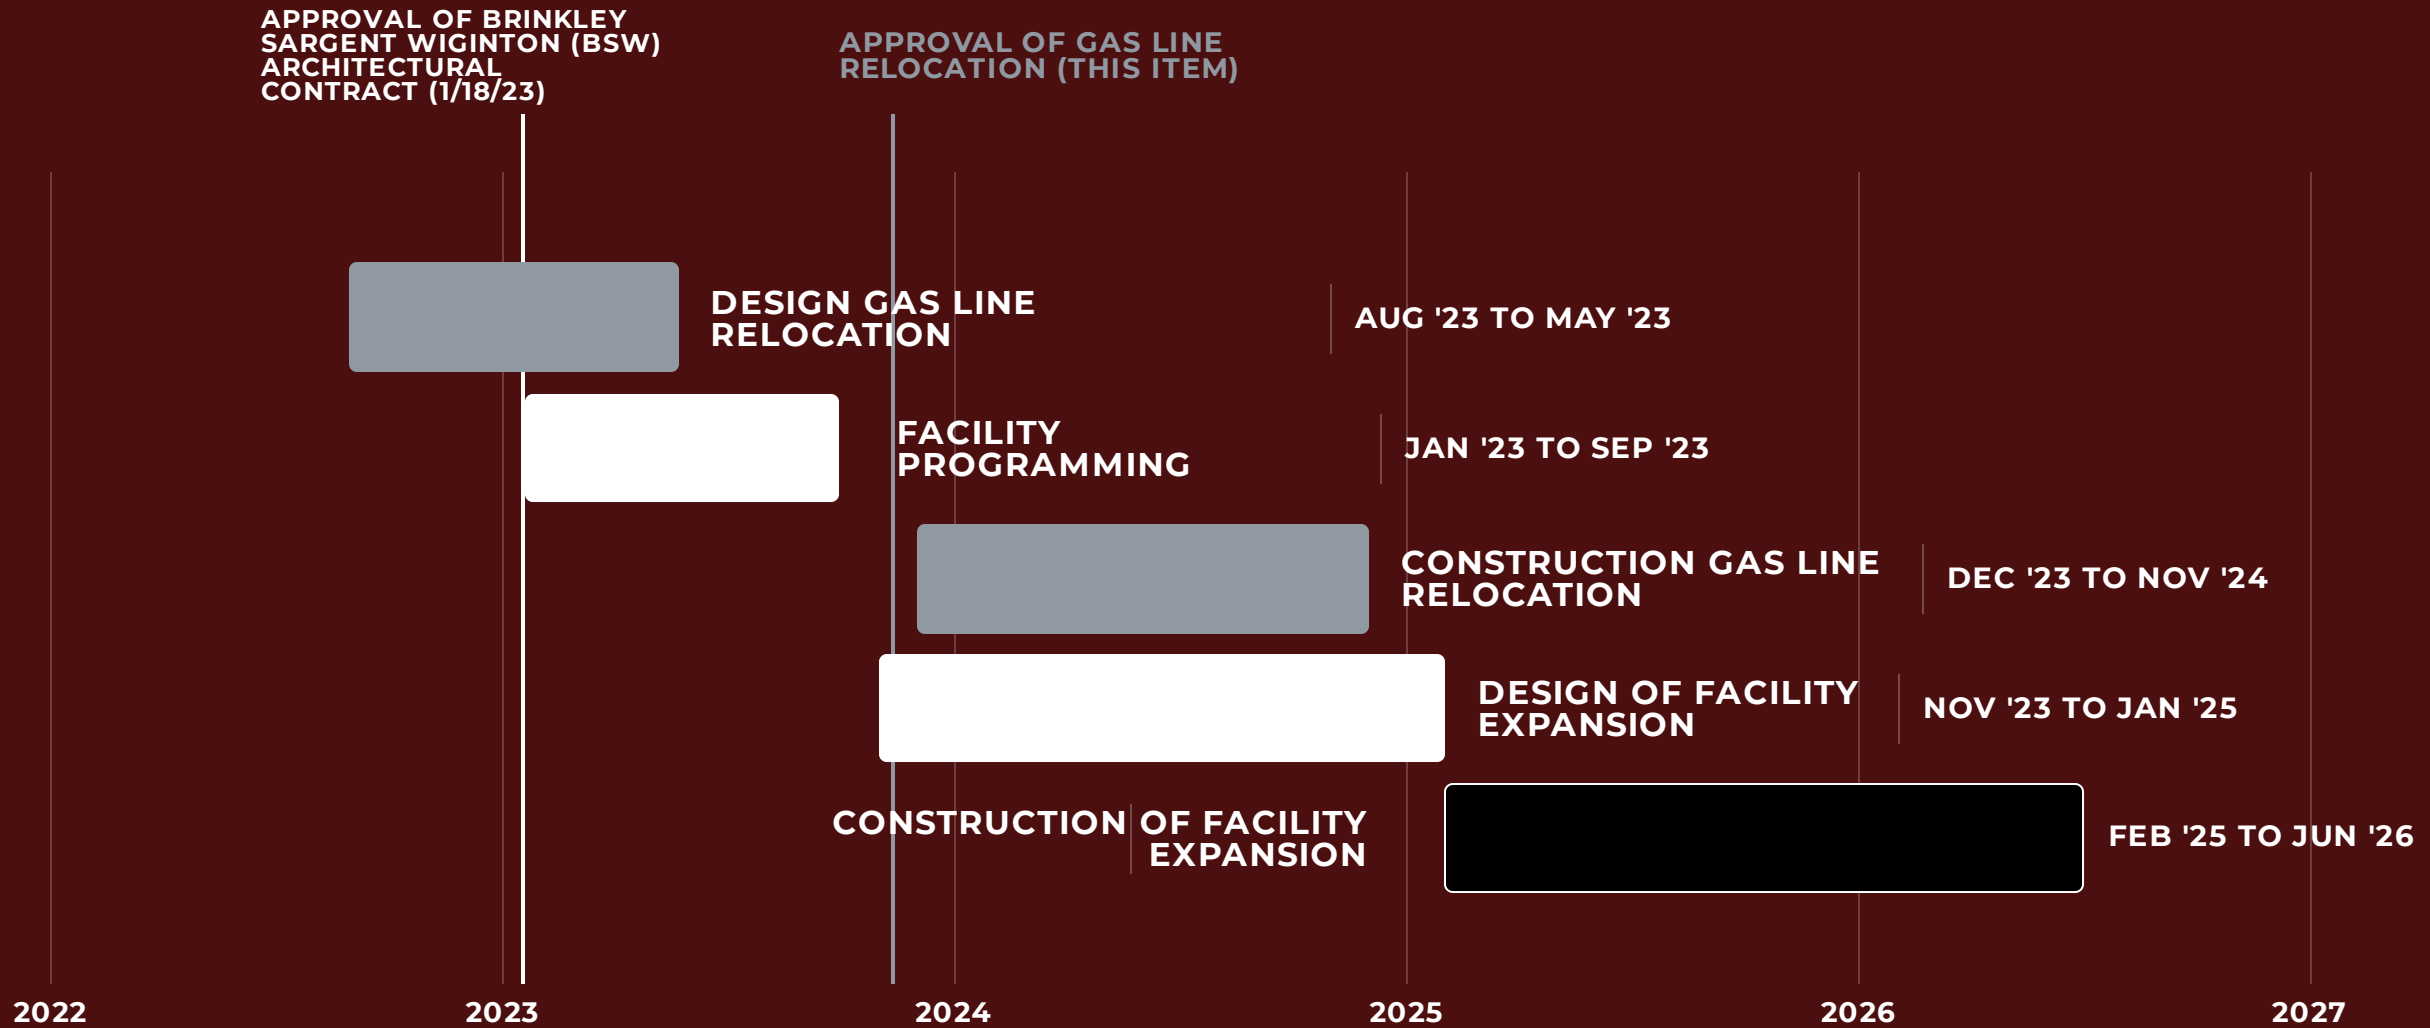 APPROVAL OF BRINKLEY
SARGENT WIGINTON (BSW)
ARCHITECTURAL
CONTRACT (1/18/23)
APPROVAL OF GAS LINE
RELOCATION (THIS ITEM)
DESIGN GAS LINE
RELOCATION
AUG '23 TO MAY '23
FACILITY
PROGRAMMING
JAN '23 TO SEP '23
CONSTRUCTION GAS LINE
RELOCATION
DEC '23 TO NOV '24
DESIGN OF FACILITY
EXPANSION
NOV '23 TO JAN '25
CONSTRUCTION OF FACILITY
EXPANSION
FEB '25 TO JUN '26
2022
2023
2024
2025
2026
2027